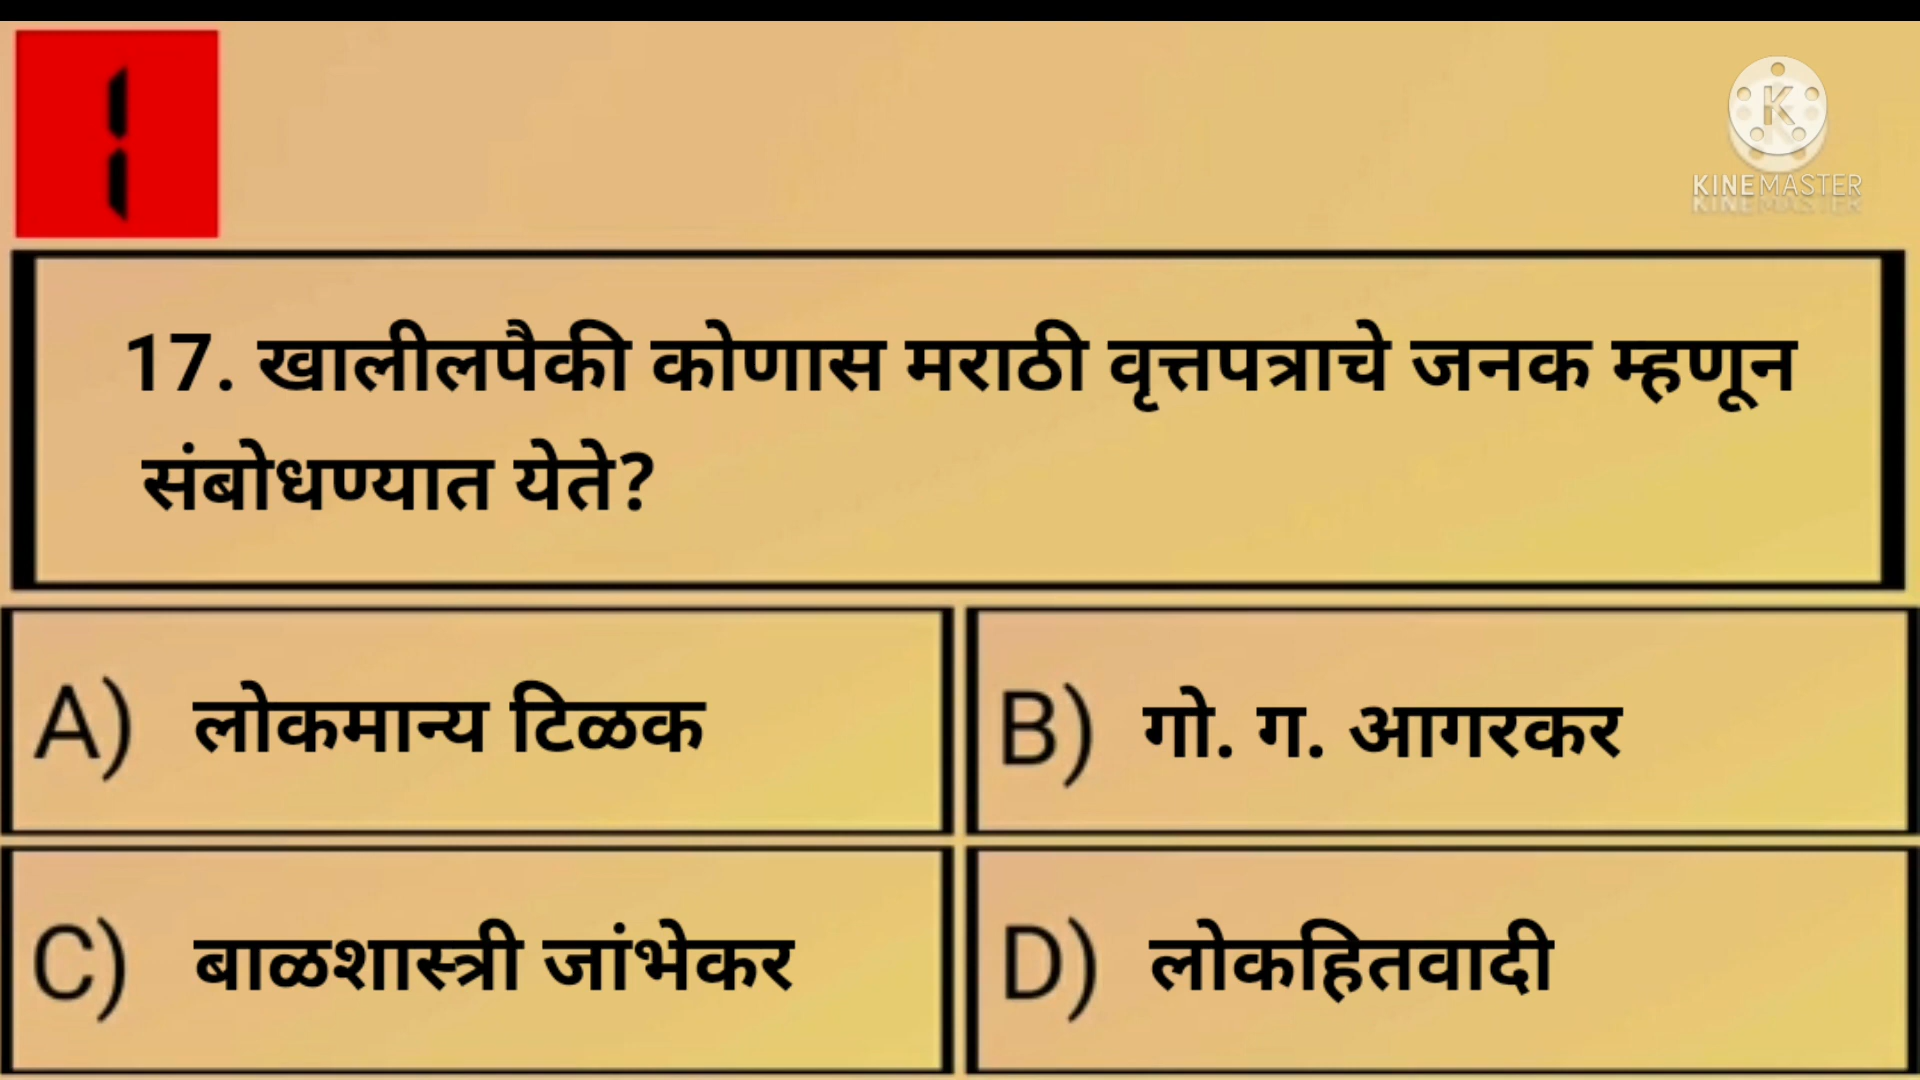 1
KINEMASTER
17. खालीलपैकी कोणास मराठी वृत्तपत्राचे जनक म्हणून
संबोधण्यात येते?
A) लोकमान्य टिळक
B) गो. ग. आगरकर
C) बाळशास्त्री जांभेकर
D) लोकहितवादी